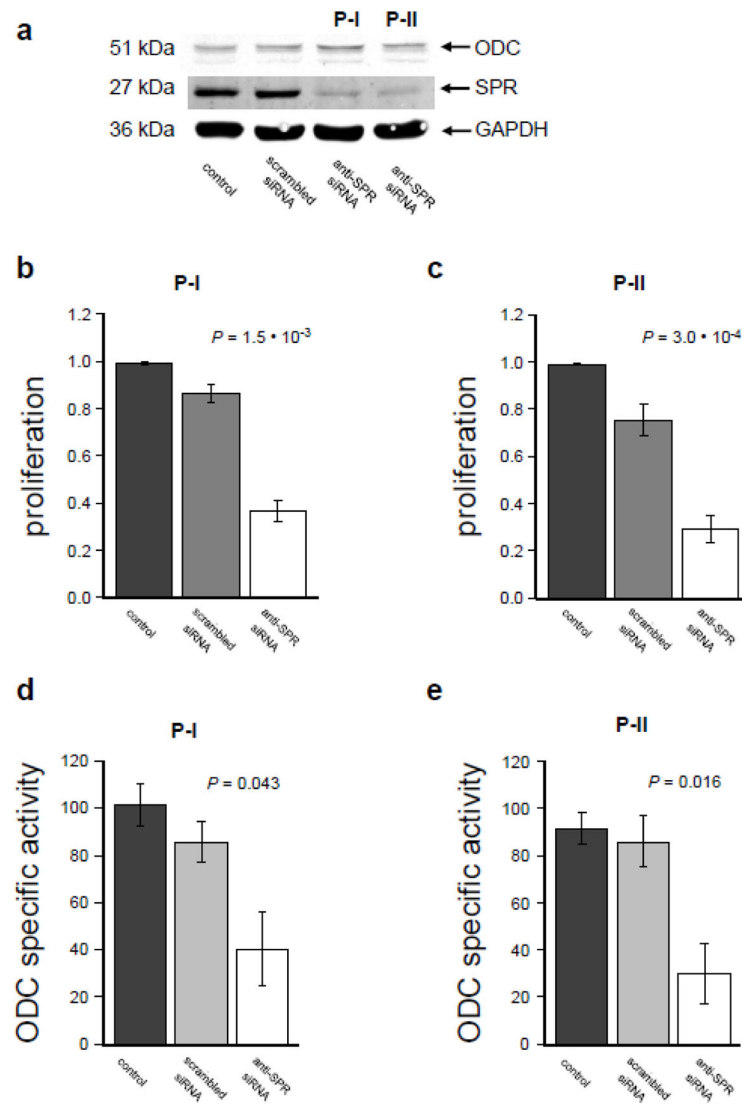 a
P-I P-II
51 kDa ODC
27 kDa SPR
36 kDa GAPDH
control
scrambled
siRNA
anti-SPR
siRNA
anti-SPR
siRNA
b
P-I
P = 1.5 • 10-3
proliferation
1.2
1.0
0.8
0.6
0.4
0.2
0.0
control
scrambled
siRNA
anti-SPR
siRNA
c
P-II
P = 3.0 • 10-4
proliferation
1.2
1.0
0.8
0.6
0.4
0.2
0.0
control
scrambled
siRNA
anti-SPR
siRNA
d
P-I
P = 0.043
ODC specific activity
120
100
80
60
40
20
0
control
scrambled
siRNA
anti-SPR
siRNA
e
P-II
P = 0.016
ODC specific activity
120
100
80
60
40
20
0
control
scrambled
siRNA
anti-SPR
siRNA